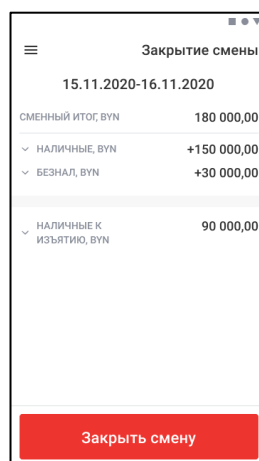 Закрытие смены
15.11.2020-16.11.2020
СМЕННЫЙ ИТОГ, BYN 180 000,00
НАЛИЧНЫЕ, BYN +150 000,00
БЕЗНАЛ, BYN +30 000,00
НАЛИЧНЫЕ К 90 000,00
ИЗЪЯТИЮ, BYN
Закрыть смену